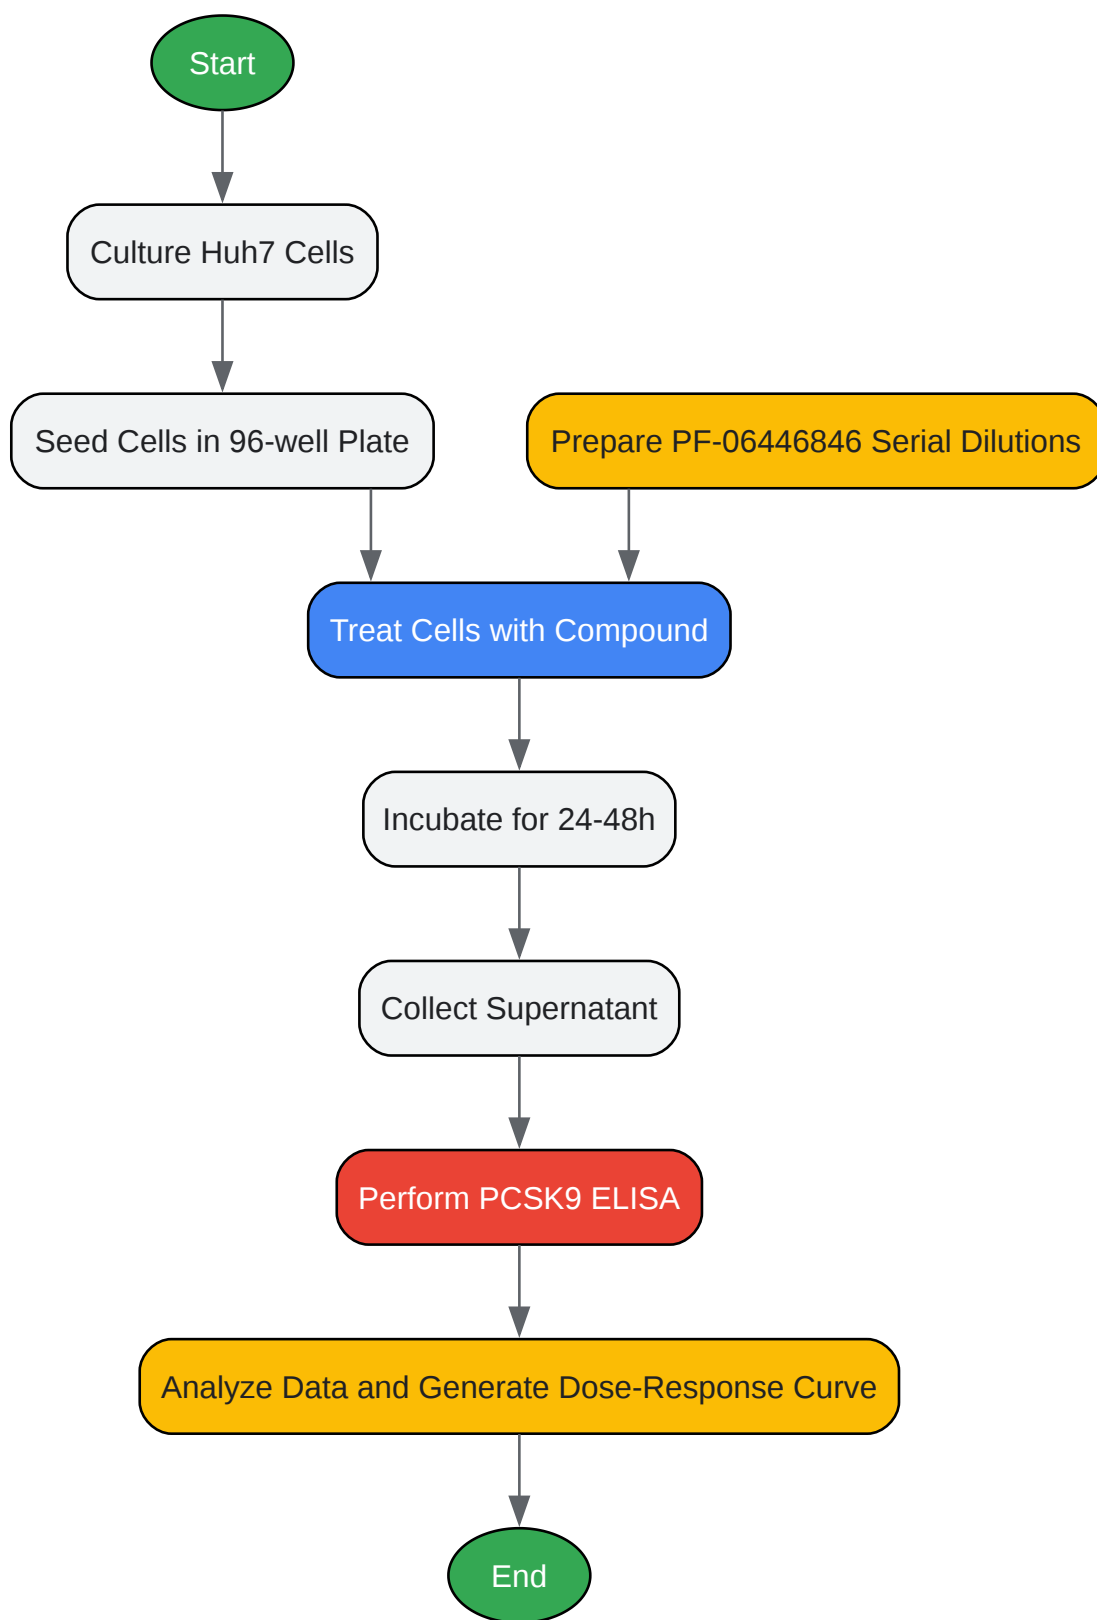 Start
Culture Huh7 Cells
Seed Cells in 96-well Plate
Prepare PF-06446846 Serial Dilutions
Treat Cells with Compound
Incubate for 24-48h
Collect Supernatant
Perform PCSK9 ELISA
Analyze Data and Generate Dose-Response Curve
End